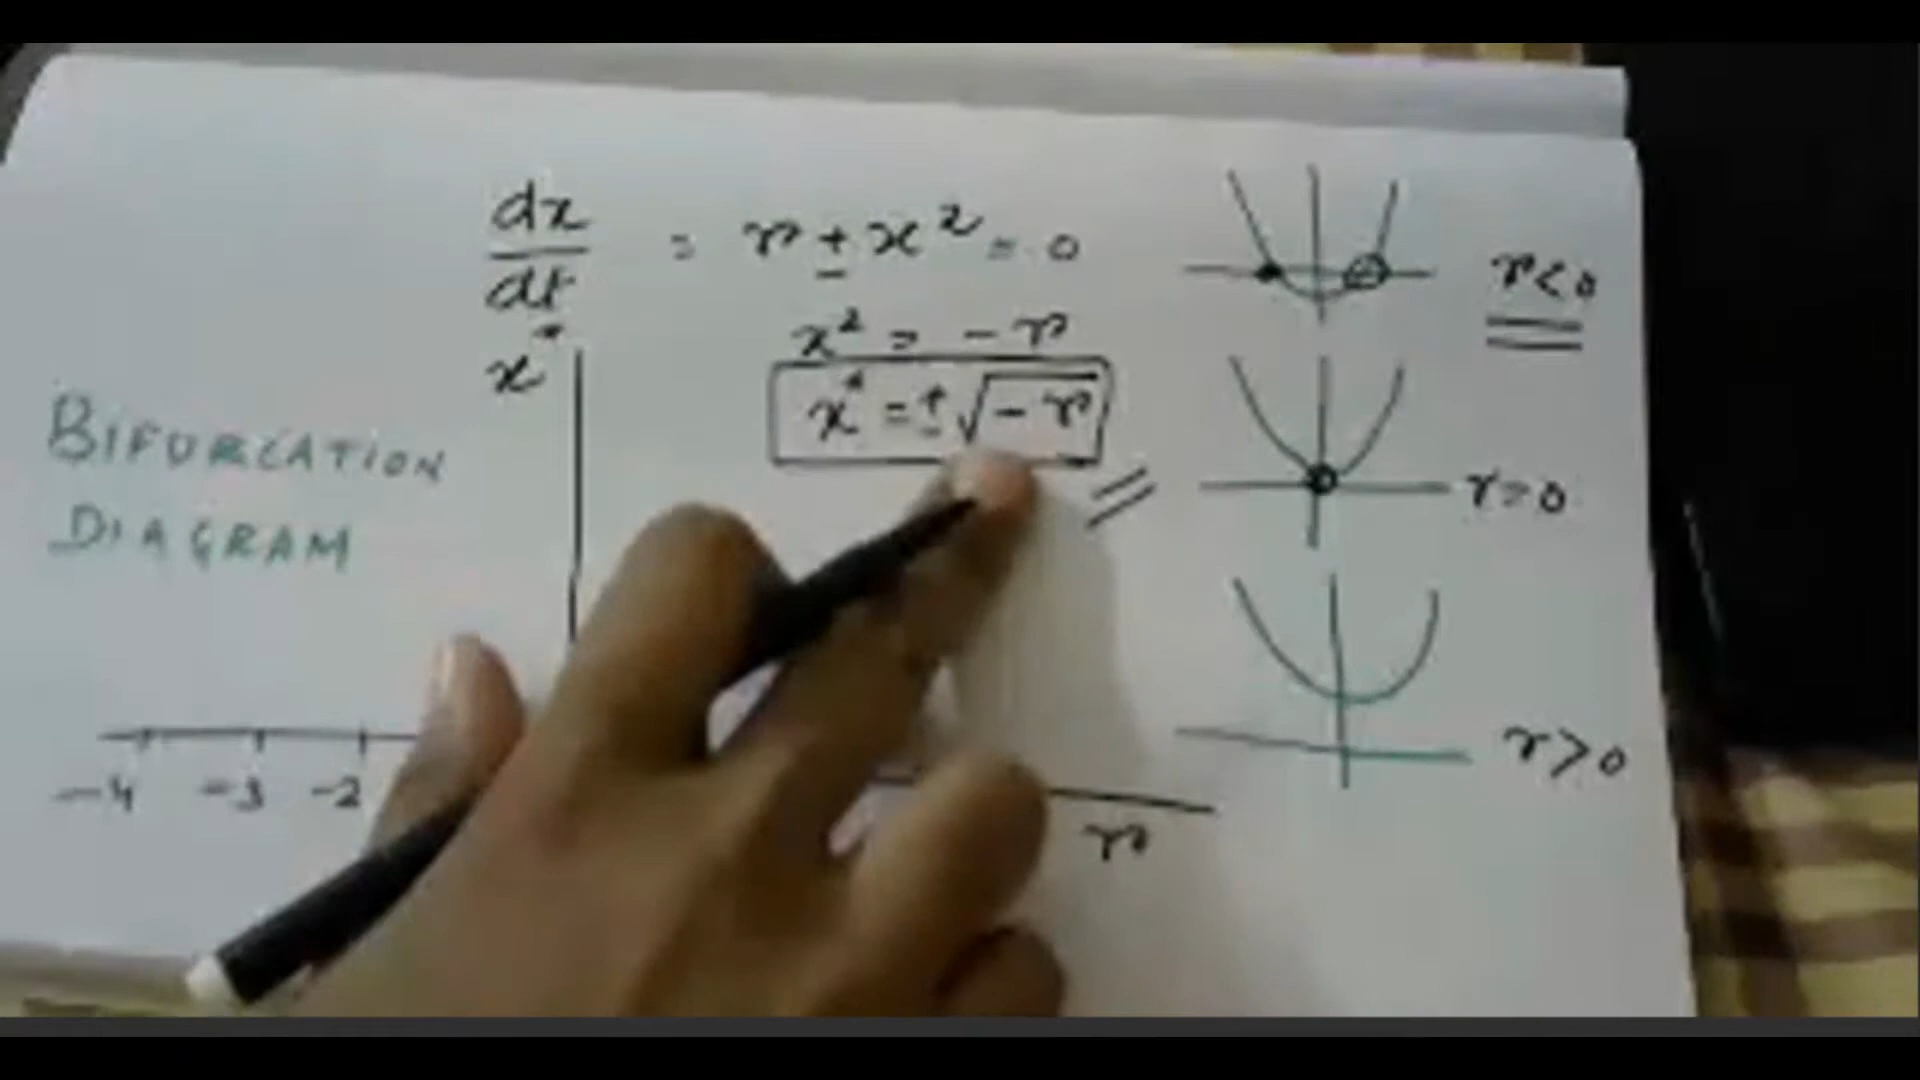 dx/dt = r + x² = 0
x² = - r
x* = ± √-r
x*
BIFURCATION
DIAGRAM
-4 -3 -2
r
r<0
r=0
r>0